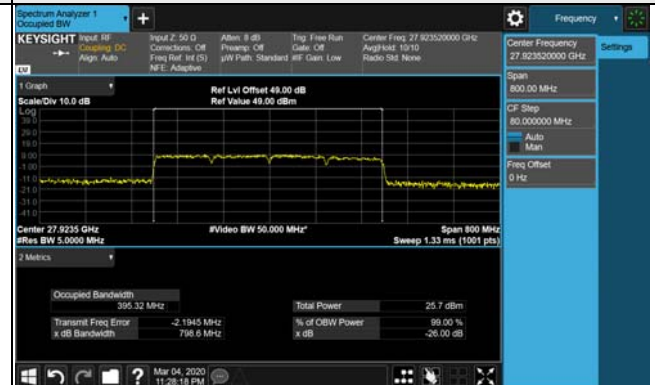 Spectrum Analyzer 1
Occupied BW
Frequency
KEYSIGHT
Input: RF
Coupling: DC
Align: Auto
Input Z: 50 Ω
Corrections: Off
Freq Ref: Int (S)
NFE: Adaptive
Atten: 8 dB
Preamp: Off
µW Path: Standard
Trig: Free Run
Gate: Off
#IF Gain: Low
Center Freq: 27.923520000 GHz
Avg|Hold: 10/10
Radio Std: None
LXI
1 Graph
Scale/Div 10.0 dB
Ref Lvl Offset 49.00 dB
Ref Value 49.00 dBm
Log
39.0
29.0
19.0
9.00
-1.00
-11.0
-21.0
-31.0
-41.0
Center 27.9235 GHz
#Res BW 5.0000 MHz
#Video BW 50.000 MHz*
Span 800 MHz
Sweep 1.33 ms (1001 pts)
2 Metrics
Occupied Bandwidth
395.32 MHz
Total Power 25.7 dBm
Transmit Freq Error -2.1945 MHz
% of OBW Power 99.00 %
x dB Bandwidth 798.6 MHz
x dB -26.00 dB
Mar 04, 2020
11:28:18 PM
Center Frequency
27.923520000 GHz
Settings
Span
800.00 MHz
CF Step
80.000000 MHz
Auto
Man
Freq Offset
0 Hz